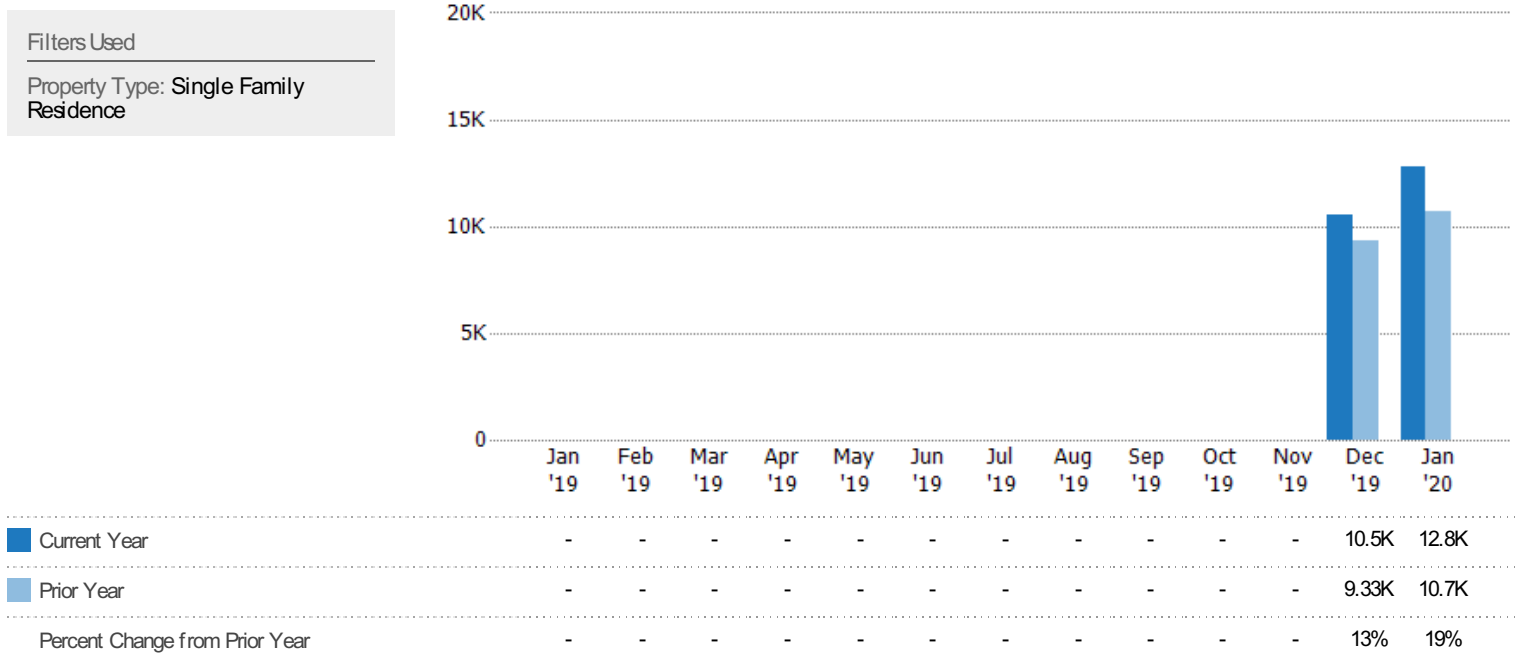 Filters Used
Property Type: Single Family
Residence
20K
15K
10K
5K
0
Jan Feb Mar Apr May Jun Jul Aug Sep Oct Nov Dec Jan
'19 '19 '19 '19 '19 '19 '19 '19 '19 '19 '19 '19 '20
Current Year - - - - - - - - - - - 10.5K 12.8K
Prior Year - - - - - - - - - - - 9.33K 10.7K
Percent Change from Prior Year - - - - - - - - - - - 13% 19%